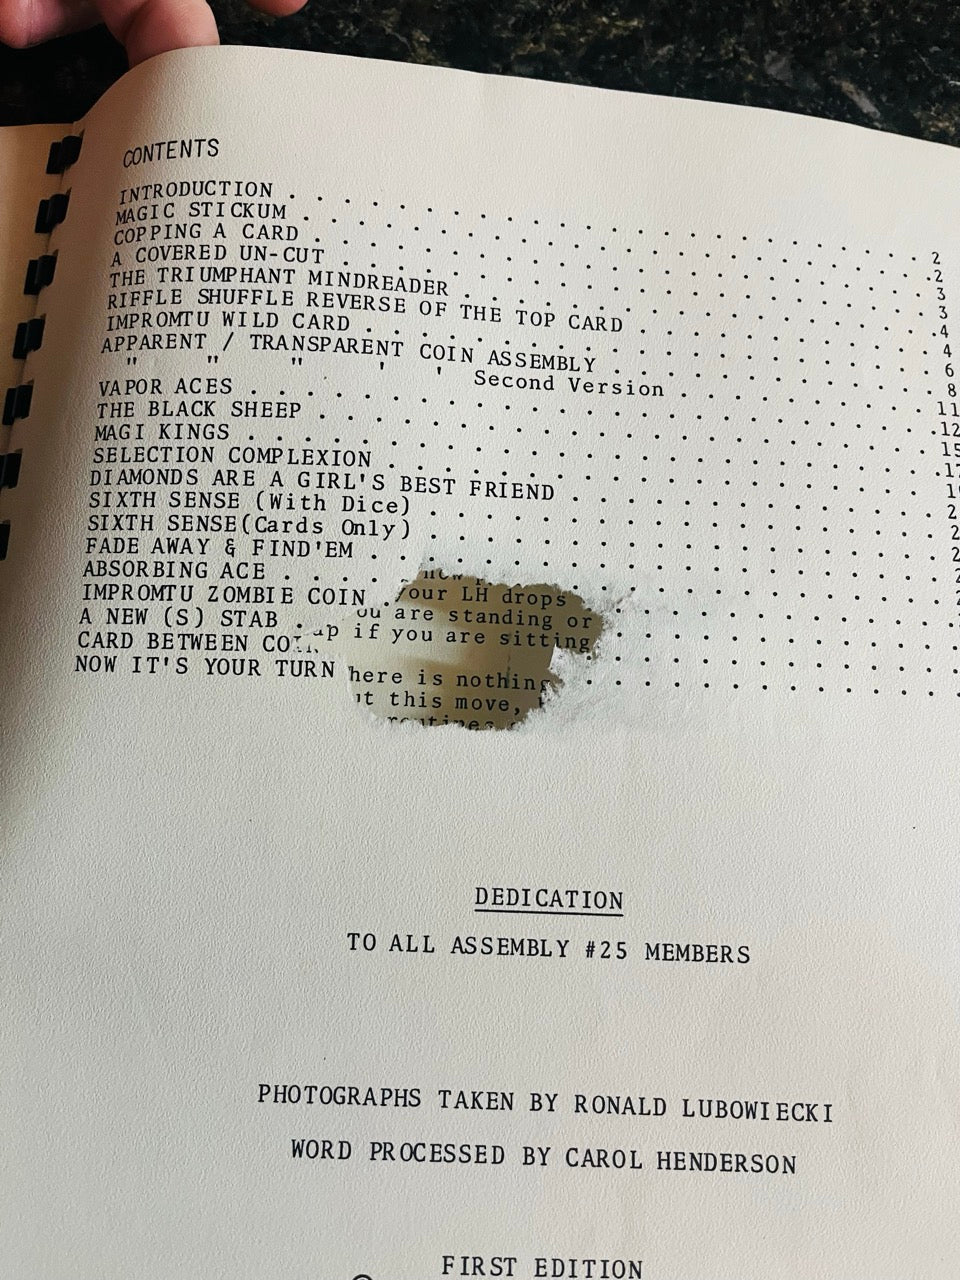 CONTENTS
INTRODUCTION . . . . . . . . . . . . . . . . . . . . . . . 2
MAGIC STICKUM . . . . . . . . . . . . . . . . . . . . . . .2
COPPING A CARD . . . . . . . . . . . . . . . . . . . . . . 3
A COVERED UN-CUT . . . . . . . . . . . . . . . . . . . . . 3
THE TRIUMPHANT MINDREADER . . . . . . . . . . . . . . . . .4
RIFFLE SHUFFLE REVERSE OF THE TOP CARD . . . . . . . . . . 4
IMPROMTU WILD CARD . . . . . . . . . . . . . . . . . . . . 6
APPARENT / TRANSPARENT COIN ASSEMBLY . . . . . . . . . . . 8
" " " ' ' Second Version . . . . . . . . . 11
VAPOR ACES . . . . . . . . . . . . . . . . . . . . . . . .12
THE BLACK SHEEP . . . . . . . . . . . . . . . . . . . . . 15
MAGI KINGS . . . . . . . . . . . . . . . . . . . . . . . .17
SELECTION COMPLEXION . . . . . . . . . . . . . . . . . . .
DIAMONDS ARE A GIRL'S BEST FRIEND . . . . . . . . . . . .
SIXTH SENSE (With Dice) . . . . . . . . . . . . . . . . .
SIXTH SENSE(Cards Only) . . . . . . . . . . . . . . . . .
FADE AWAY & FIND'EM . . . . . . . . . . . . . . . . . . .
ABSORBING ACE . . . . .
IMPROMTU ZOMBIE COIN . your LH drops
A NEW (S) STAB . are standing or
CARD BETWEEN if you are sitting
NOW IT'S YOUR TURN here is nothing
this move,
DEDICATION
TO ALL ASSEMBLY #25 MEMBERS
PHOTOGRAPHS TAKEN BY RONALD LUBOWIECKI
WORD PROCESSED BY CAROL HENDERSON
FIRST EDITION